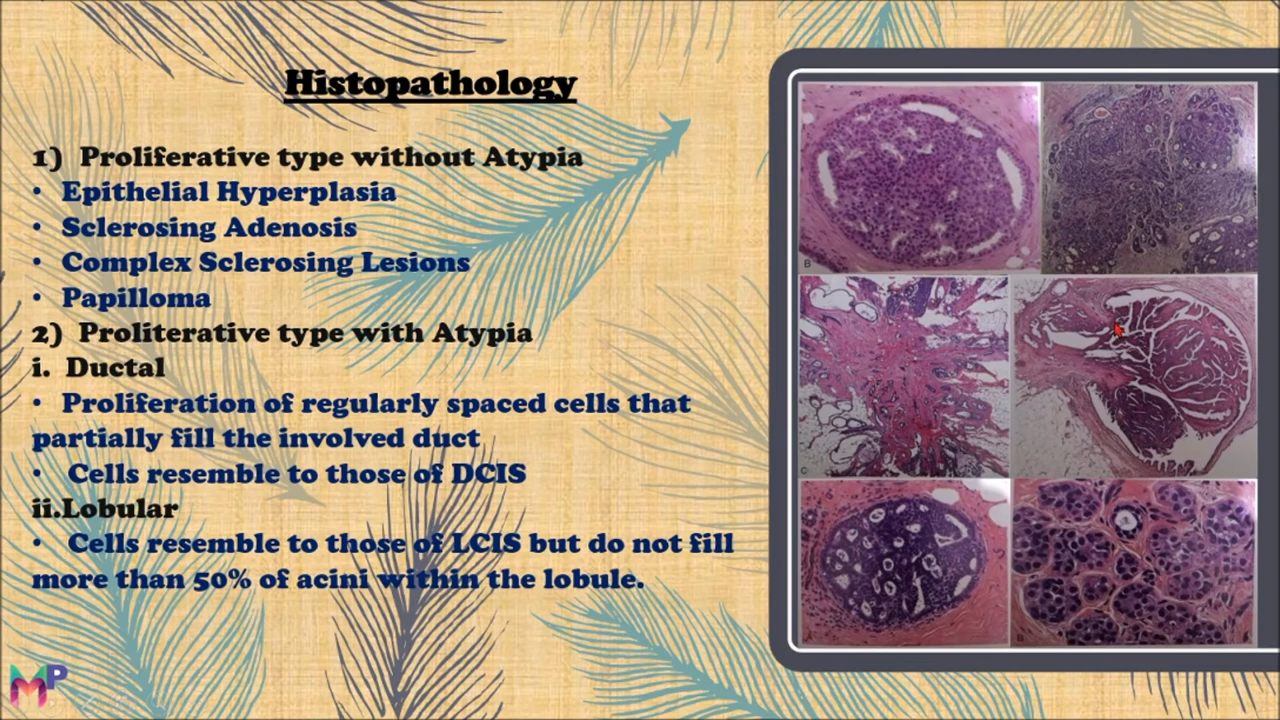 Histopathology
1) Proliferative type without Atypia
• Epithelial Hyperplasia
• Sclerosing Adenosis
• Complex Sclerosing Lesions
• Papilloma
2) Proliterative type with Atypia
i. Ductal
• Proliferation of regularly spaced cells that
partially fill the involved duct
• Cells resemble to those of DCIS
ii.Lobular
• Cells resemble to those of LCIS but do not fill
more than 50% of acini within the lobule.
B
C
A
MP